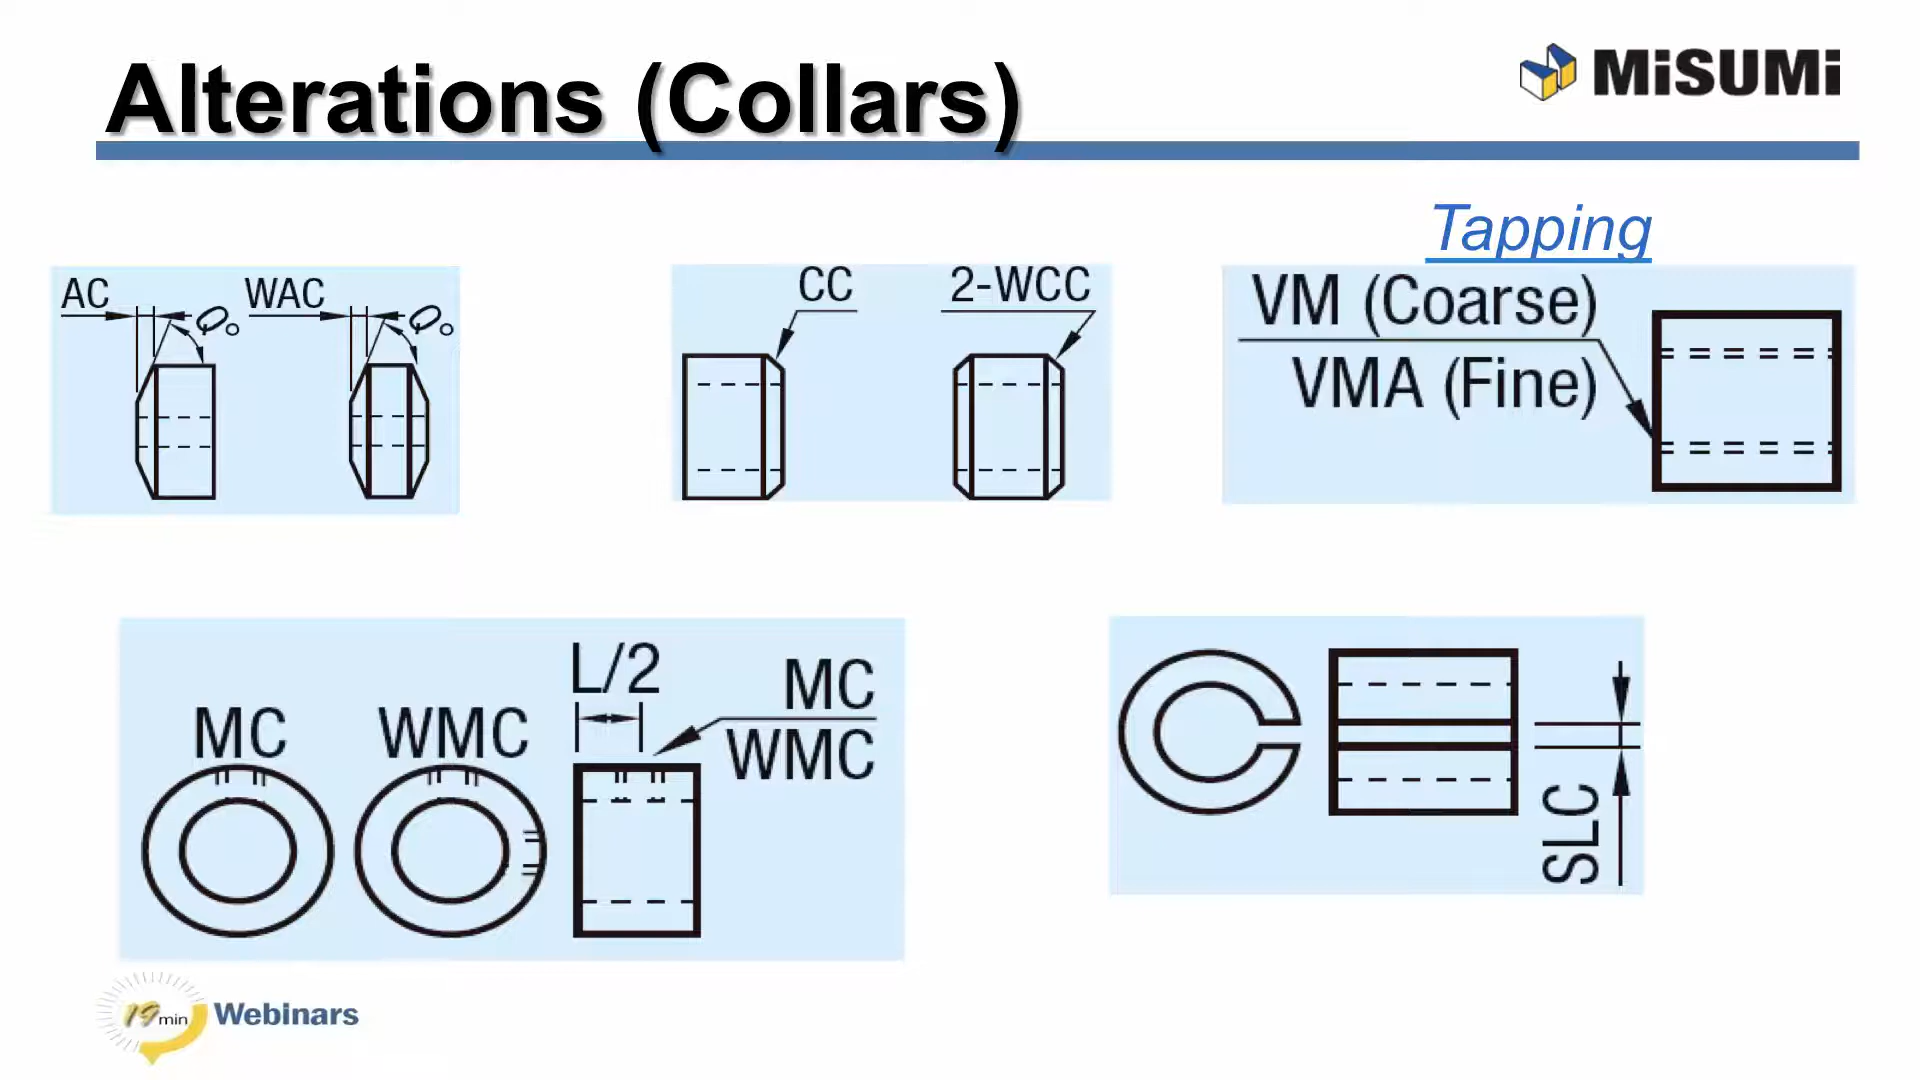 Alterations (Collars)
MiSUMi
Tapping
AC
WAC
Q°
Q°
CC
2-WCC
VM (Coarse)
VMA (Fine)
MC
WMC
L/2
MC
WMC
SLC
19 min Webinars